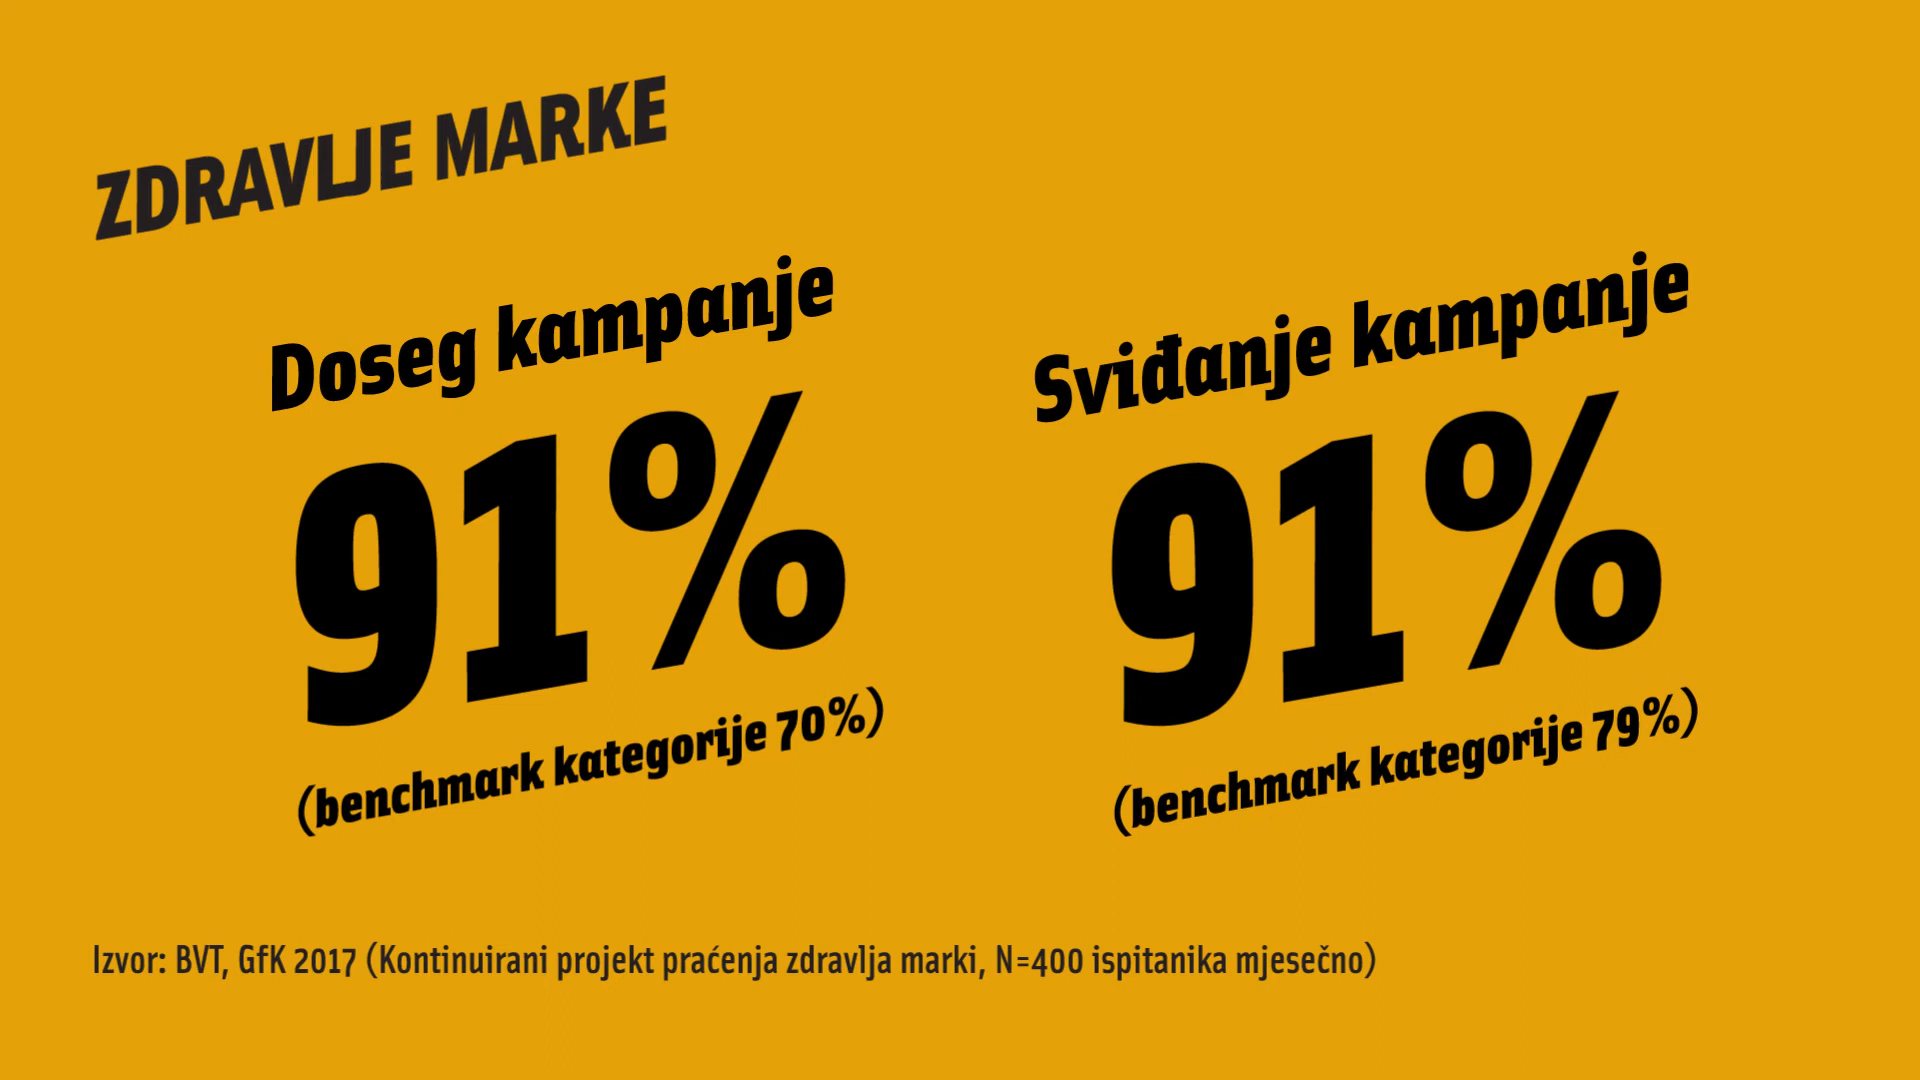 ZDRAVLJE MARKE
Doseg kampanje
91%
(benchmark kategorije 70%)
Sviđanje kampanje
91%
(benchmark kategorije 79%)
Izvor: BVT, GfK 2017 (Kontinuirani projekt praćenja zdravlja marki, N=400 ispitanika mjesečno)